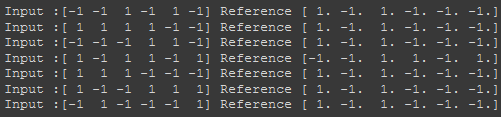 Input :[-1 -1  1 -1  1 -1] Reference [ 1. -1.  1. -1. -1. -1.]
Input :[ 1  1  1 -1  1  1] Reference [ 1. -1.  1. -1. -1. -1.]
Input :[-1 -1 -1  1  1 -1] Reference [ 1. -1.  1. -1. -1. -1.]
Input :[ 1 -1  1  1  1  1] Reference [-1. -1.  1. -1.  1.  1.]
Input :[ 1  1  1  1 -1 -1] Reference [ 1. -1.  1. -1. -1. -1.]
Input :[ 1 -1  1 -1  1  1] Reference [ 1. -1.  1. -1. -1. -1.]
Input :[-1  1 -1 -1 -1  1] Reference [ 1. -1.  1. -1. -1. -1.]